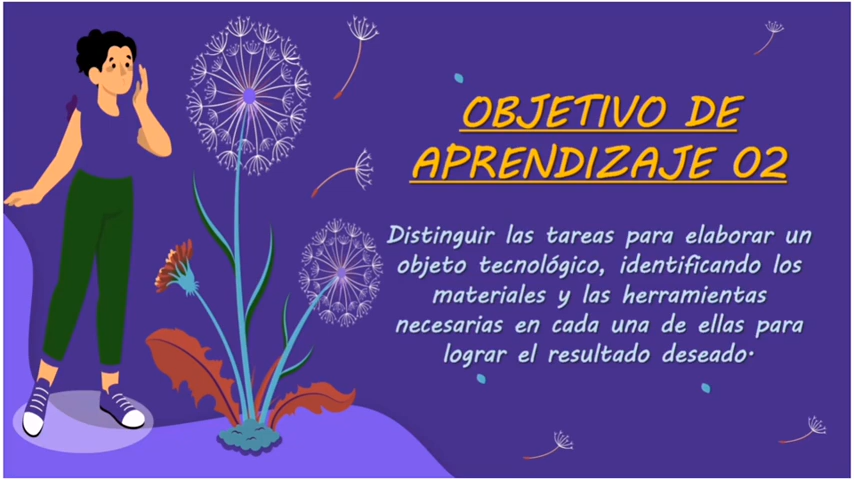 OBJETIVO DE
APRENDIZAJE 02
Distinguir las tareas para elaborar un
objeto tecnológico, identificando los
materiales y las herramientas
necesarias en cada una de ellas para
lograr el resultado deseado.